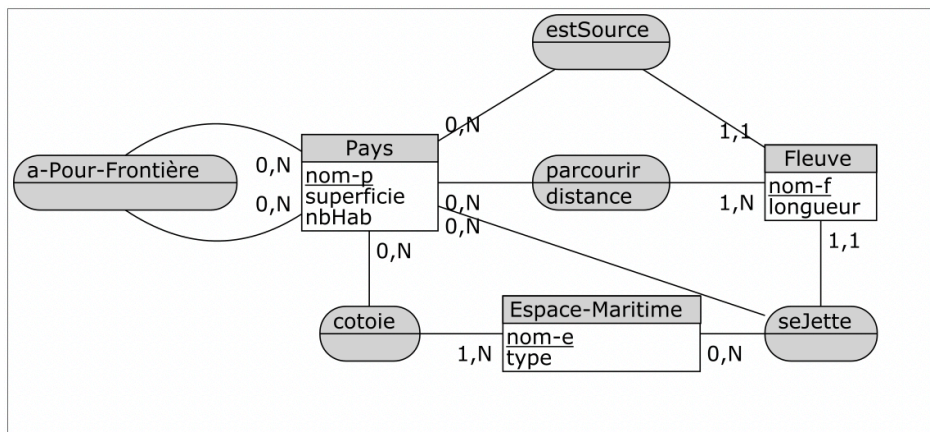 estSource
0,N
1,1
a-Pour-Frontière
0,N
0,N
Pays
nom-p
superficie
nbHab
0,N
0,N
0,N
parcourir
distance
1,N
Fleuve
nom-f
longueur
1,1
cotoie
1,N
Espace-Maritime
nom-e
type
0,N
seJette